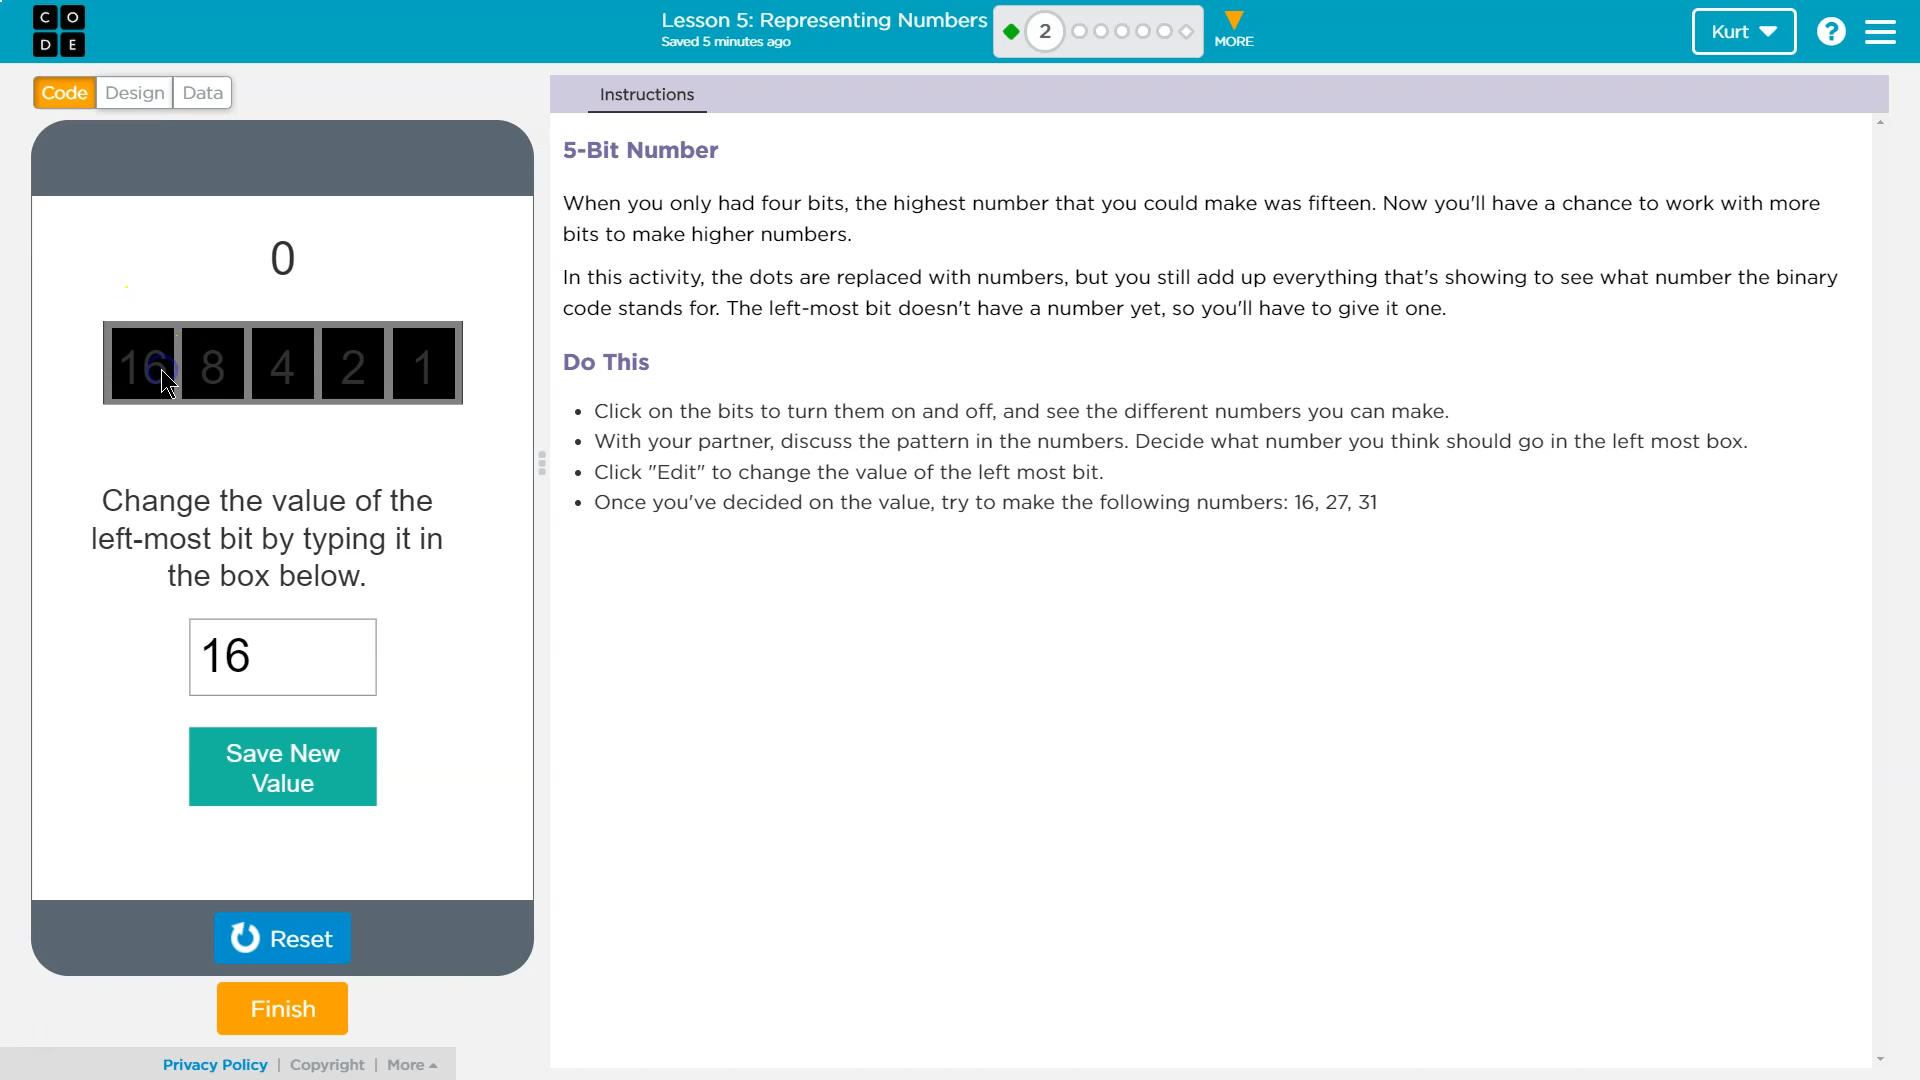 C O
D E
Lesson 5: Representing Numbers
Saved 5 minutes ago
2
MORE
Kurt
?
Code
Design
Data
Instructions
5-Bit Number
When you only had four bits, the highest number that you could make was fifteen. Now you'll have a chance to work with more
bits to make higher numbers.
In this activity, the dots are replaced with numbers, but you still add up everything that's showing to see what number the binary
code stands for. The left-most bit doesn't have a number yet, so you'll have to give it one.
Do This
• Click on the bits to turn them on and off, and see the different numbers you can make.
• With your partner, discuss the pattern in the numbers. Decide what number you think should go in the left most box.
• Click "Edit" to change the value of the left most bit.
• Once you've decided on the value, try to make the following numbers: 16, 27, 31
0
16 8 4 2 1
Change the value of the
left-most bit by typing it in
the box below.
16
Save New
Value
Reset
Finish
Privacy Policy | Copyright | More